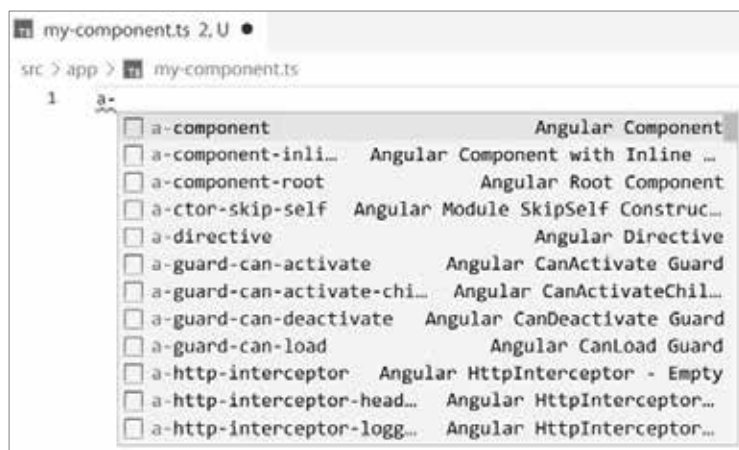 TS my-component.ts 2, U ●
src > app > TS my-component.ts
1 a-
a-component Angular Component
a-component-inli… Angular Component with Inline …
a-component-root Angular Root Component
a-ctor-skip-self Angular Module SkipSelf Construc…
a-directive Angular Directive
a-guard-can-activate Angular CanActivate Guard
a-guard-can-activate-chi… Angular CanActivateChil…
a-guard-can-deactivate Angular CanDeactivate Guard
a-guard-can-load Angular CanLoad Guard
a-http-interceptor Angular HttpInterceptor - Empty
a-http-interceptor-head… Angular HttpInterceptor…
a-http-interceptor-logg… Angular HttpInterceptor…